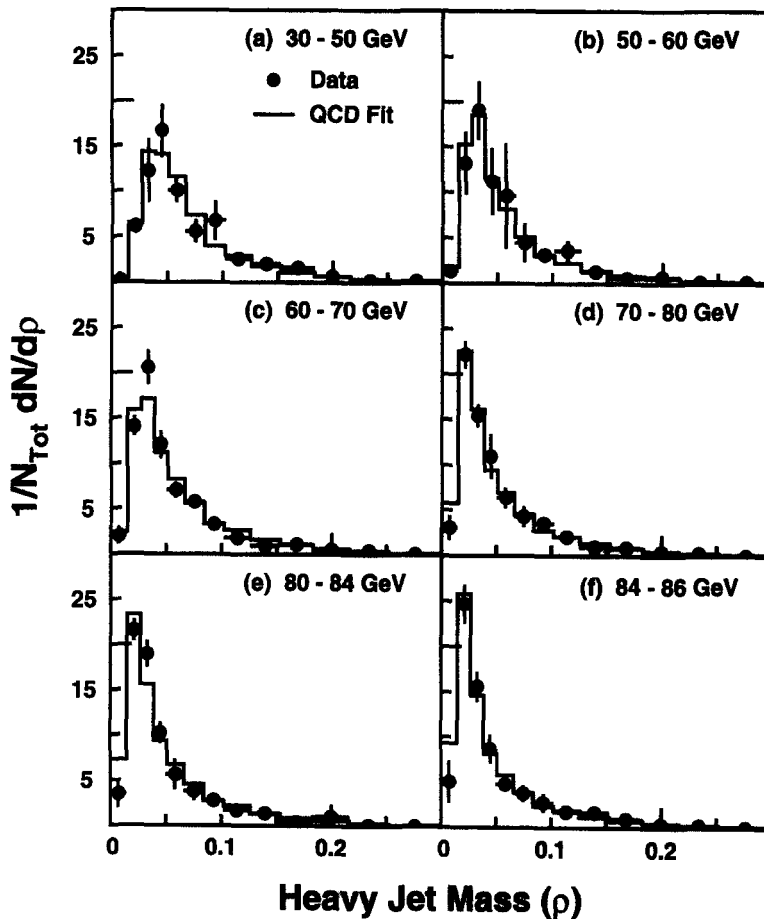 (a) 30 - 50 GeV
Data
QCD Fit
25
15
5
(b) 50 - 60 GeV
(c) 60 - 70 GeV
25
15
5
(d) 70 - 80 GeV
(e) 80 - 84 GeV
25
15
5
(f) 84 - 86 GeV
1/N_Tot dN/dρ
0 0.1 0.2 0 0.1 0.2
Heavy Jet Mass (ρ)